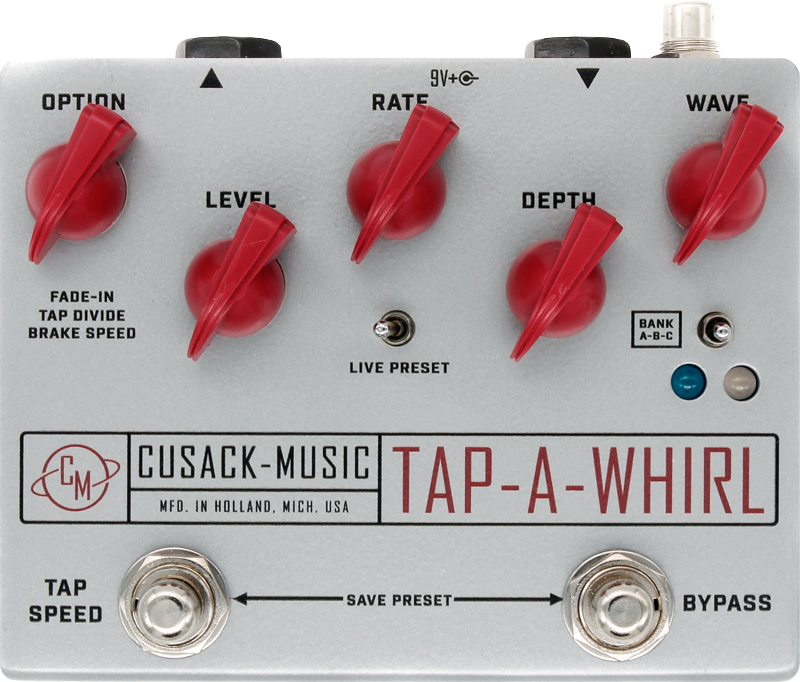 9V+
OPTION
RATE
WAVE
LEVEL
DEPTH
FADE-IN
TAP DIVIDE
BRAKE SPEED
LIVE PRESET
BANK
A-B-C
CM
CUSACK-MUSIC
MFD. IN HOLLAND, MICH. USA
TAP-A-WHIRL
TAP
SPEED
SAVE PRESET
BYPASS